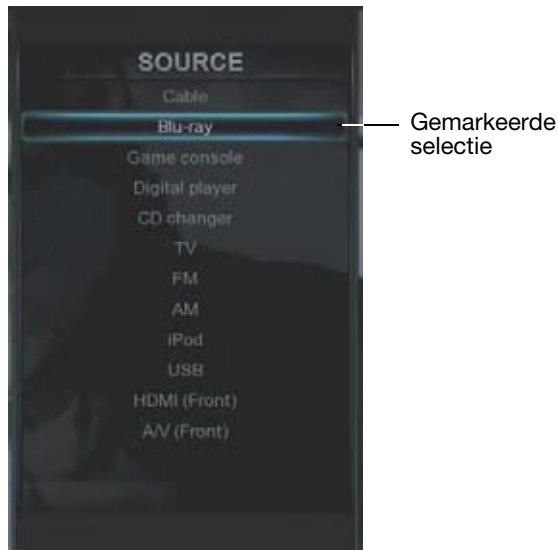 SOURCE
Cable
Blu-ray
Game console
Digital player
CD changer
TV
FM
AM
iPod
USB
HDMI (Front)
A/V (Front)
Gemarkeerde
selectie